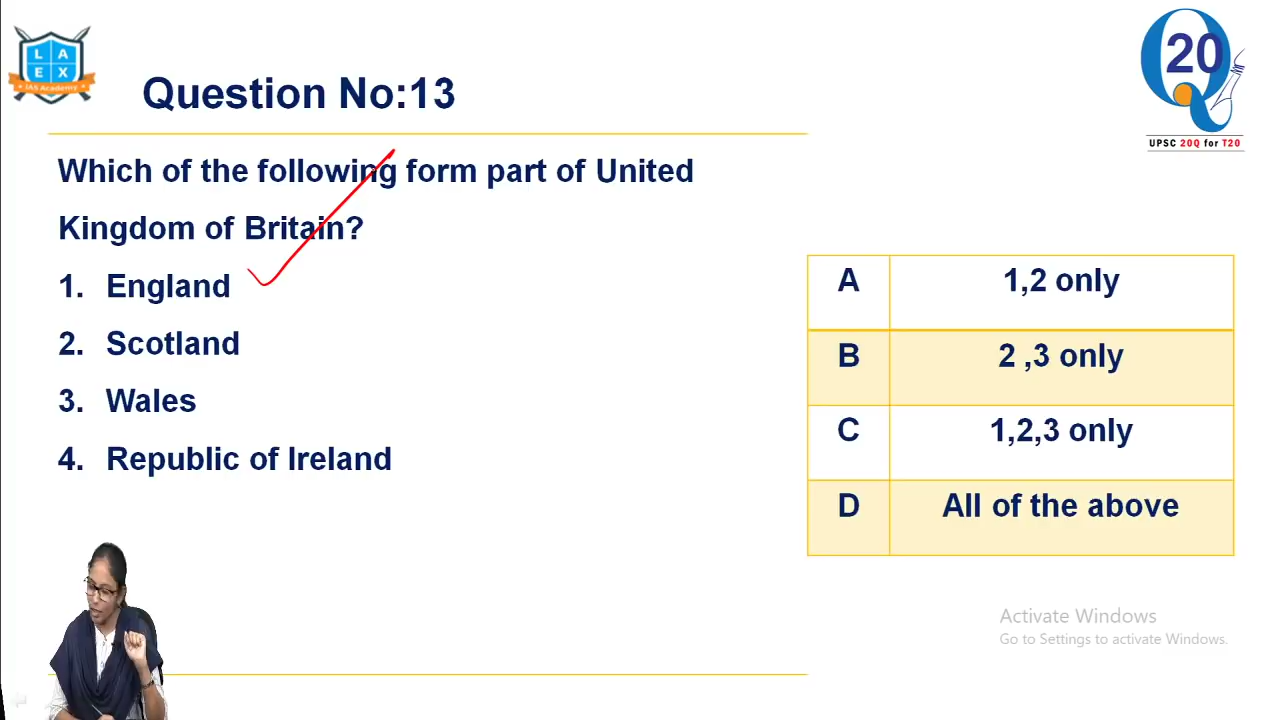 L A
E X
IAS Academy
Question No:13
20
UPSC 20Q for T20
Which of the following form part of United
Kingdom of Britain?
1. England
2. Scotland
3. Wales
4. Republic of Ireland
A 1,2 only
B 2 ,3 only
C 1,2,3 only
D All of the above
Activate Windows
Go to Settings to activate Windows.